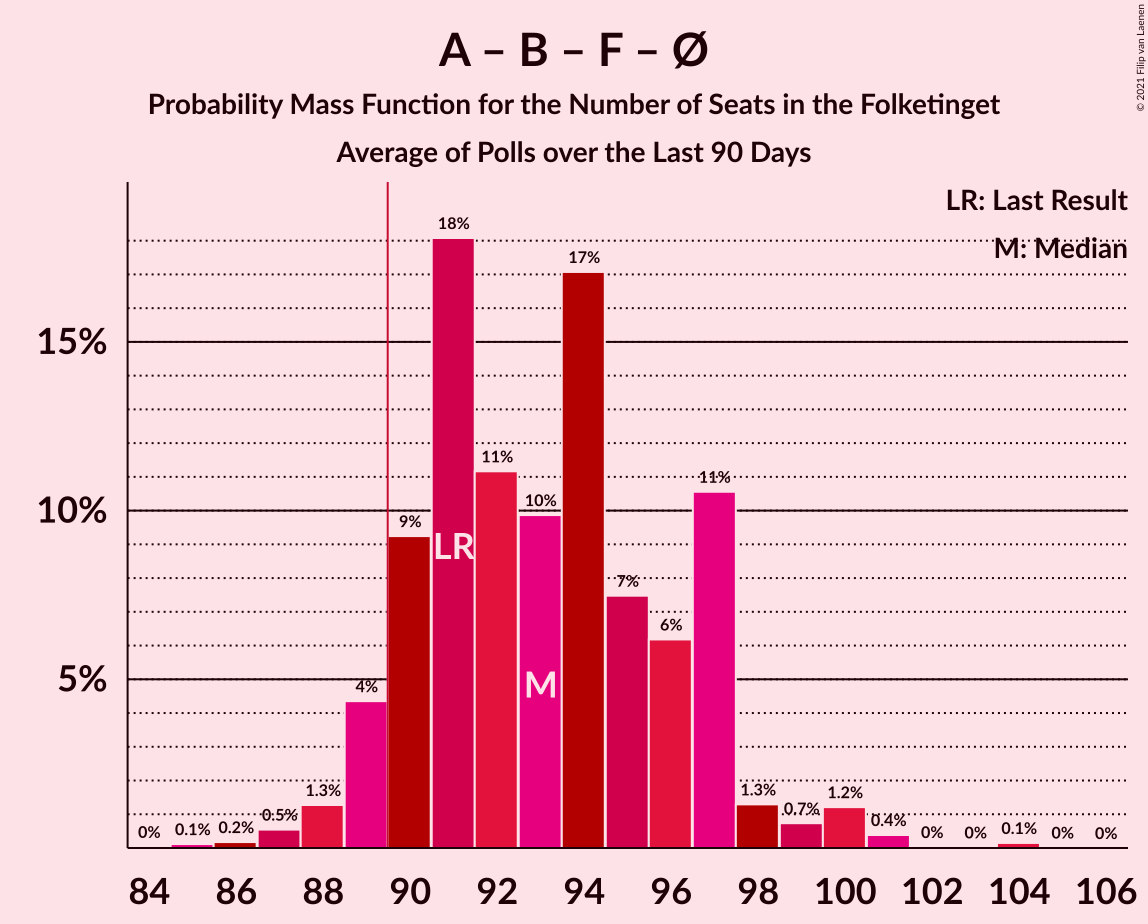 A – B – F – Ø
Probability Mass Function for the Number of Seats in the Folketinget
Average of Polls over the Last 90 Days
© 2021 Filip van Laenen
LR: Last Result
M: Median
18%
17%
15%
11%
11%
10%
10%
9%
LR
7%
6%
5%
4%
M
1.3%
1.3%
1.2%
0.7%
0.5%
0.4%
0%
0.1%
0.2%
0%
0%
0.1%
0%
0%
84 86 88 90 92 94 96 98 100 102 104 106